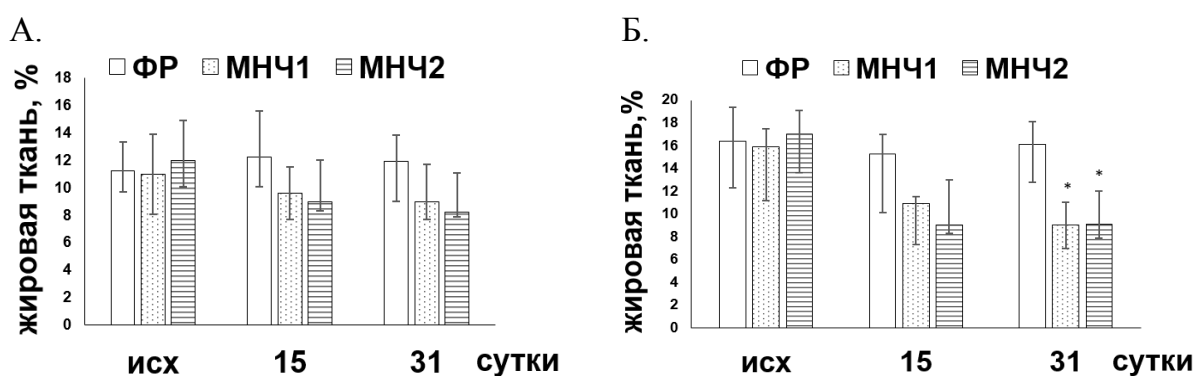 А.
ФР МНЧ1 МНЧ2
жировая ткань, %
18
16
14
12
10
8
6
4
2
0
исх 15 31 сутки
Б.
ФР МНЧ1 МНЧ2
жировая ткань,%
20
18
16
14
12
10
8
6
4
2
0
* *
исх 15 31 сутки